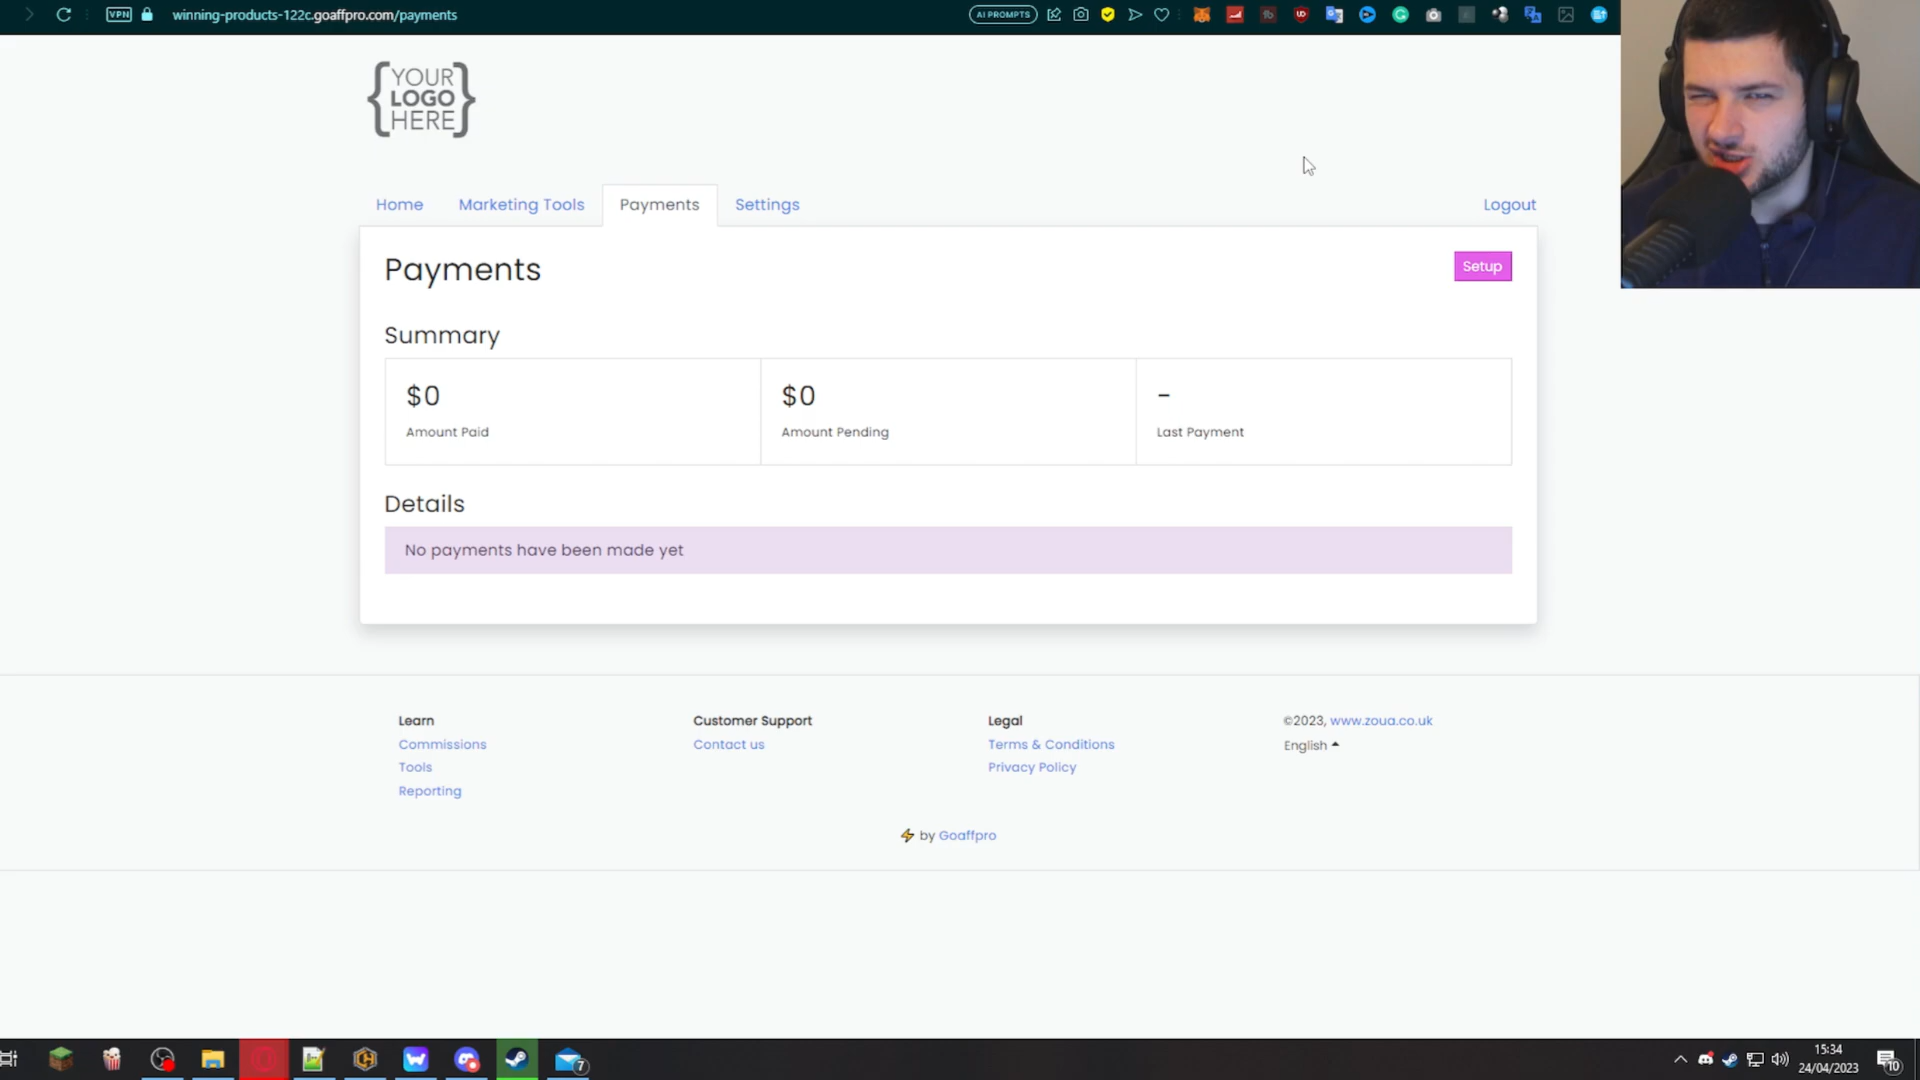 VPN
winning-products-122c.goaffpro.com/payments
AI PROMPTS
{YOUR
LOGO
HERE}
Home
Marketing Tools
Payments
Settings
Logout
Payments
Setup
Summary
$0
$0
-
Amount Paid
Amount Pending
Last Payment
Details
No payments have been made yet
Learn
Customer Support
Legal
©2023, www.zoua.co.uk
Commissions
Contact us
Terms & Conditions
English
Tools
Privacy Policy
Reporting
by Goaffpro
7
15:34
24/04/2023
10